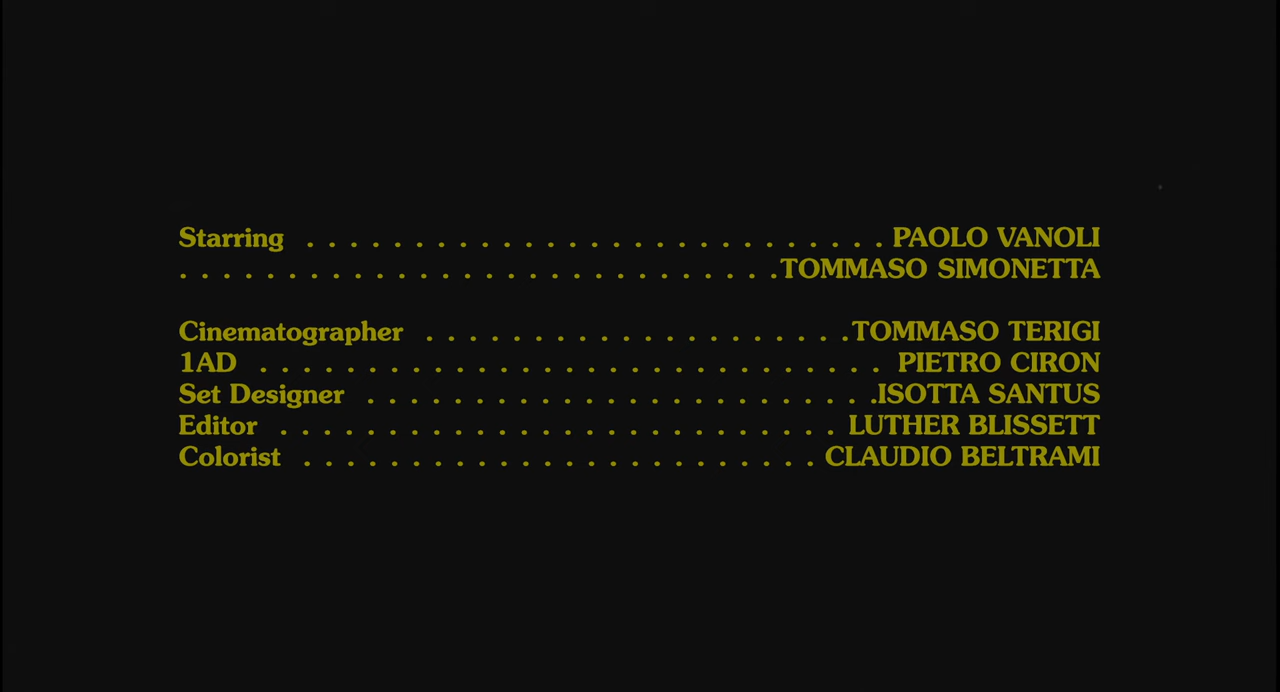 Starring . . . . . . . . . . . . . . . . . . . . . . . . . . . PAOLO VANOLI
. . . . . . . . . . . . . . . . . . . . . . . . . . . .TOMMASO SIMONETTA
Cinematographer . . . . . . . . . . . . . . . . . . . .TOMMASO TERIGI
1AD . . . . . . . . . . . . . . . . . . . . . . . . . . . . . PIETRO CIRON
Set Designer . . . . . . . . . . . . . . . . . . . . . . . .ISOTTA SANTUS
Editor . . . . . . . . . . . . . . . . . . . . . . . . . . LUTHER BLISSETT
Colorist . . . . . . . . . . . . . . . . . . . . . . . . CLAUDIO BELTRAMI